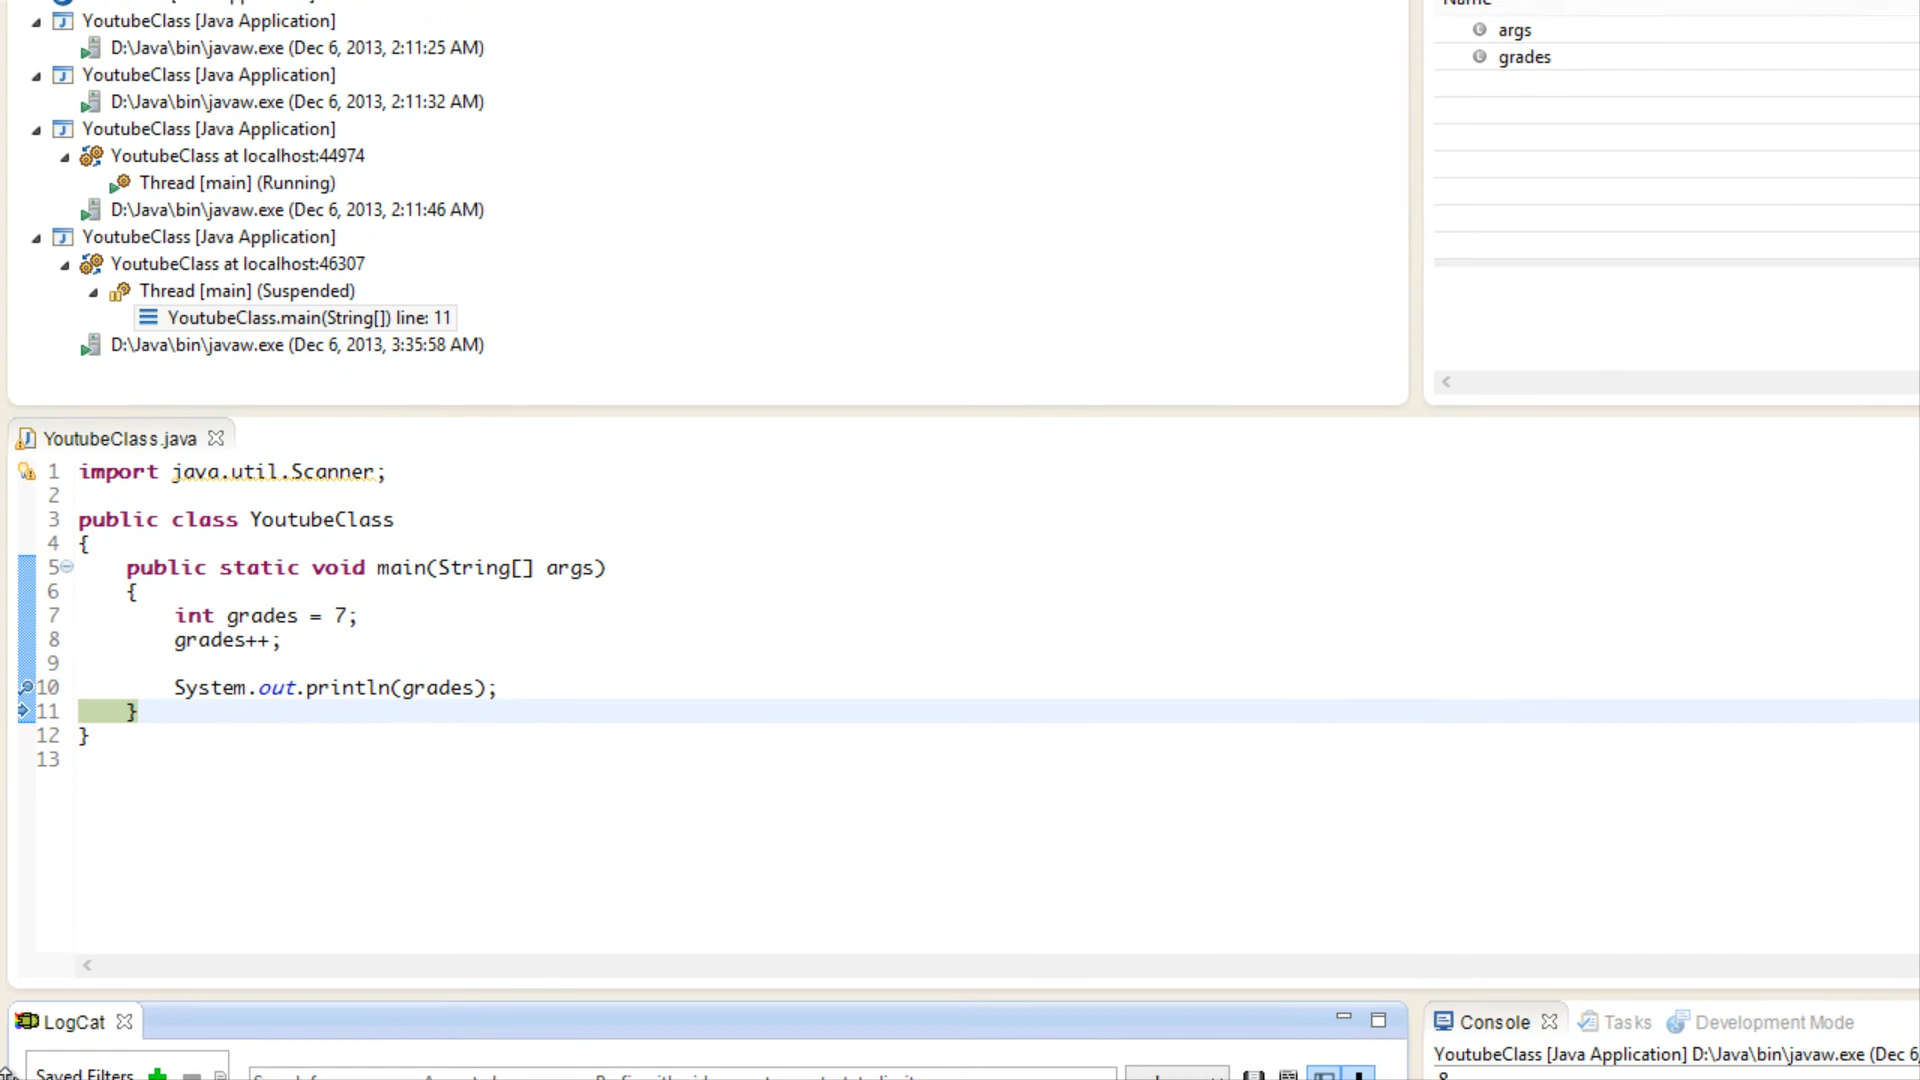 YoutubeClass [Java Application]
D:\Java\bin\javaw.exe (Dec 6, 2013, 2:11:25 AM)
YoutubeClass [Java Application]
D:\Java\bin\javaw.exe (Dec 6, 2013, 2:11:32 AM)
YoutubeClass [Java Application]
YoutubeClass at localhost:44974
Thread [main] (Running)
D:\Java\bin\javaw.exe (Dec 6, 2013, 2:11:46 AM)
YoutubeClass [Java Application]
YoutubeClass at localhost:46307
Thread [main] (Suspended)
YoutubeClass.main(String[]) line: 11
D:\Java\bin\javaw.exe (Dec 6, 2013, 3:35:58 AM)
Name
args
grades
YoutubeClass.java
1 import java.util.Scanner;
2
3 public class YoutubeClass
4 {
5 public static void main(String[] args)
6 {
7 int grades = 7;
8 grades++;
9
10 System.out.println(grades);
11 }
12 }
13
LogCat
Saved Filters
Console Tasks Development Mode
YoutubeClass [Java Application] D:\Java\bin\javaw.exe (Dec 6,
8